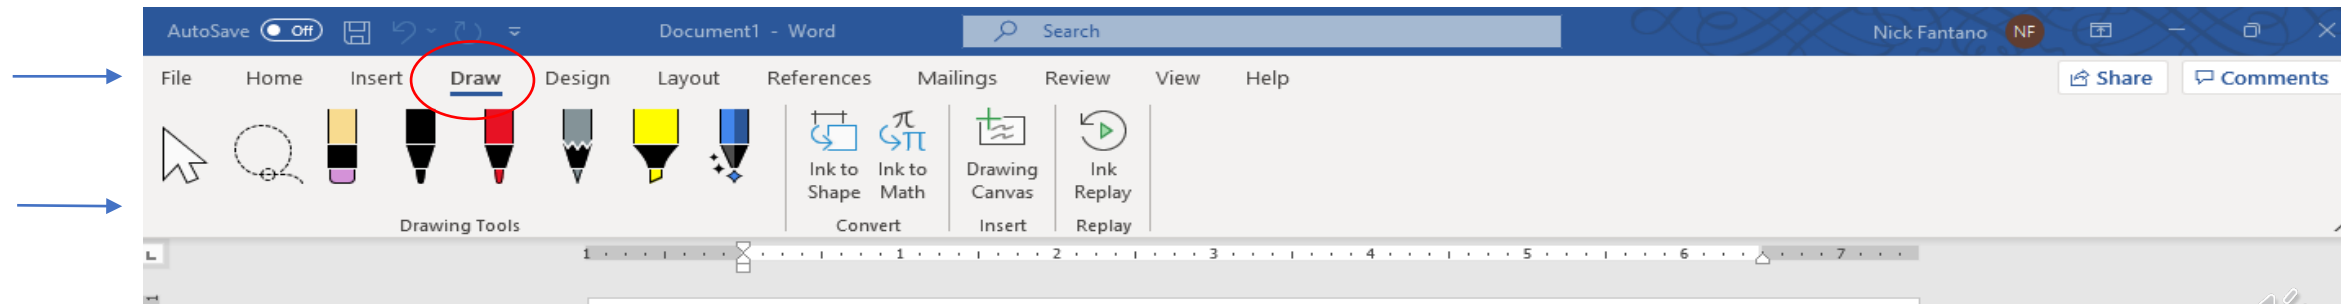 AutoSave Off Document1 - Word Search Nick Fantano NF
File Home Insert Draw Design Layout References Mailings Review View Help Share Comments
Ink to Shape
Ink to Math
Drawing Canvas
Ink Replay
Drawing Tools Convert Insert Replay
1 1 2 3 4 5 6 7
1